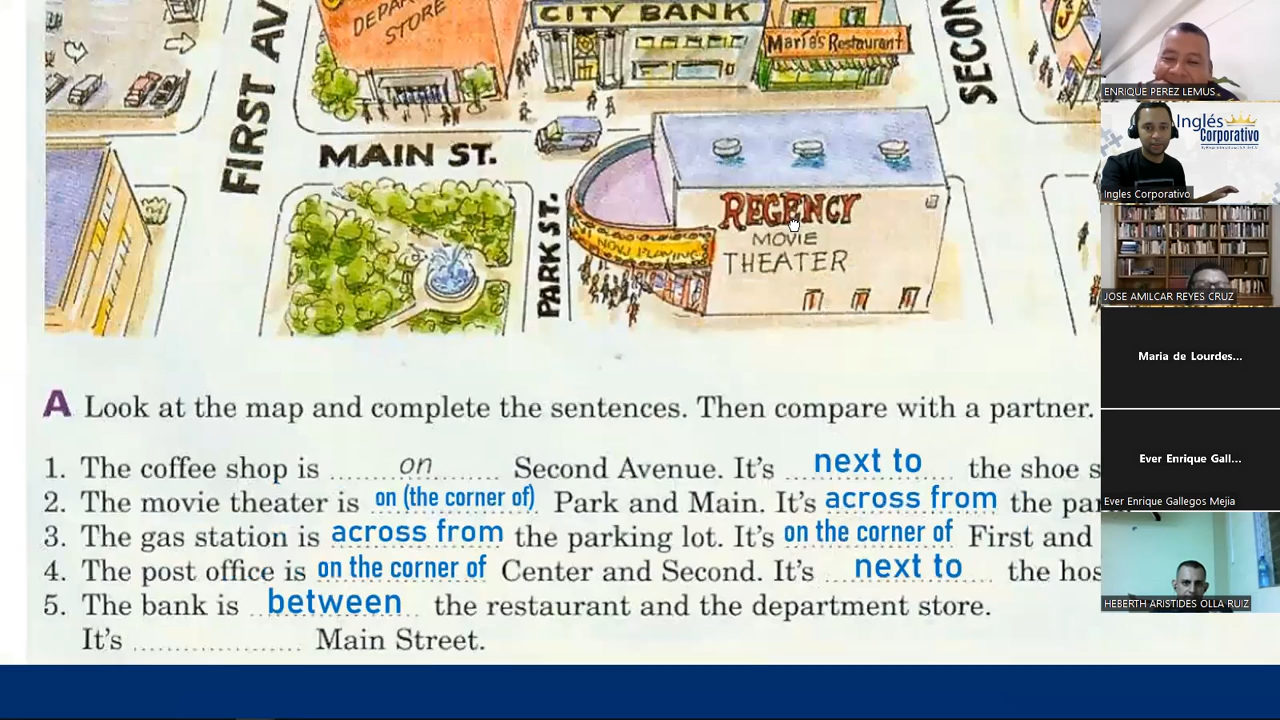 DEPAR
STORE
CITY BANK
Maria's Restaurant
FIRST AV
SECON
MAIN ST.
PARK ST.
NOW PLAYING
REGENCY
MOVIE
THEATER
A Look at the map and complete the sentences. Then compare with a partner.
1. The coffee shop is on Second Avenue. It's next to the shoe s
2. The movie theater is on (the corner of) Park and Main. It's across from the par
3. The gas station is across from the parking lot. It's on the corner of First and
4. The post office is on the corner of Center and Second. It's next to the hos
5. The bank is between the restaurant and the department store.
It's .................... Main Street.
ENRIQUE PEREZ LEMUS
Inglés
Corporativo
Ingles Corporativo
JOSE AMILCAR REYES CRUZ
Maria de Lourdes...
Ever Enrique Gall...
Ever Enrique Gallegos Mejia
HEBERTH ARISTIDES OLLA RUIZ